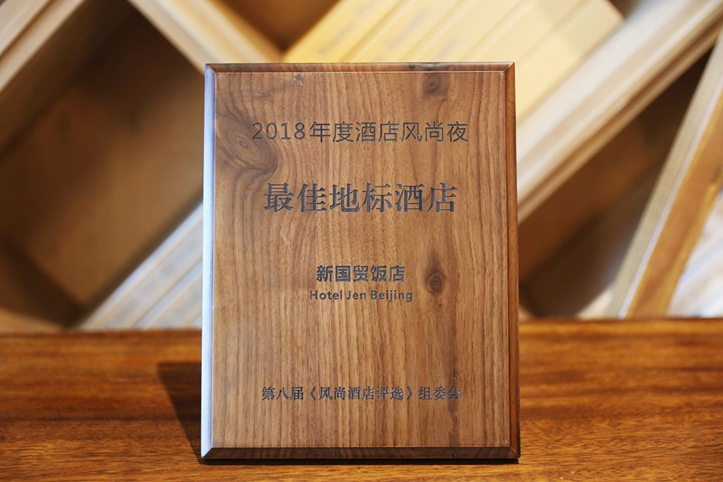 2018年度酒店风尚夜
最佳地标酒店
新国贸饭店
Hotel Jen Beijing
第八届《风尚酒店评选》组委会